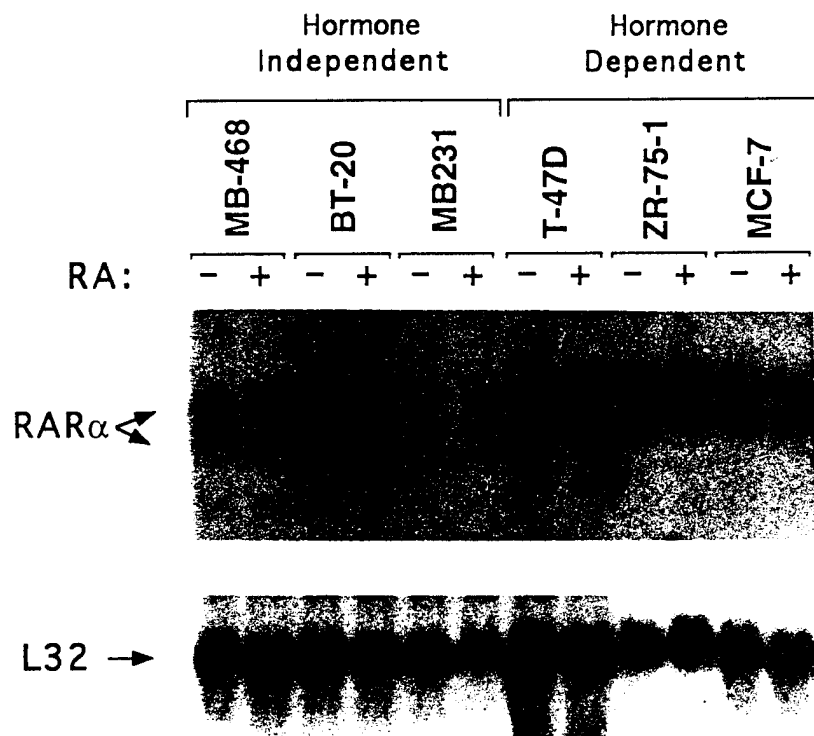 Hormone Independent
Hormone Dependent
MB-468
BT-20
MB231
T-47D
ZR-75-1
MCF-7
RA: - + - + - + - + - + - +
RARα
L32